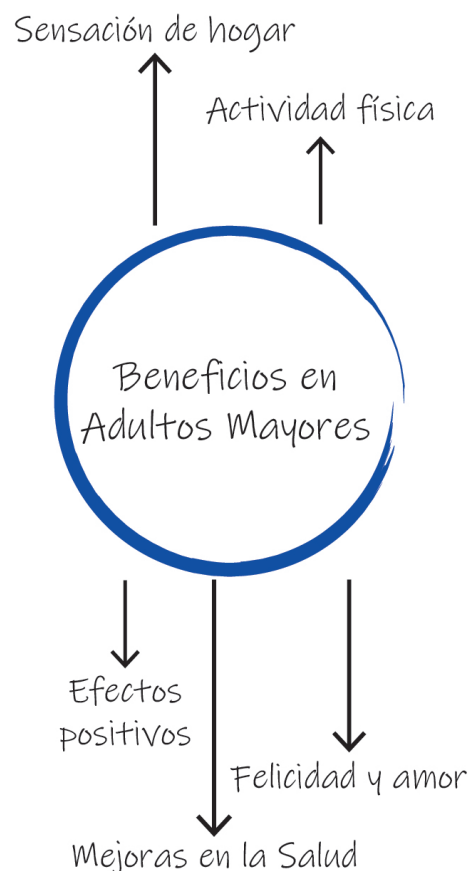 Sensación de hogar
Actividad física
Beneficios en
Adultos Mayores
Efectos
positivos
Felicidad y amor
Mejoras en la Salud